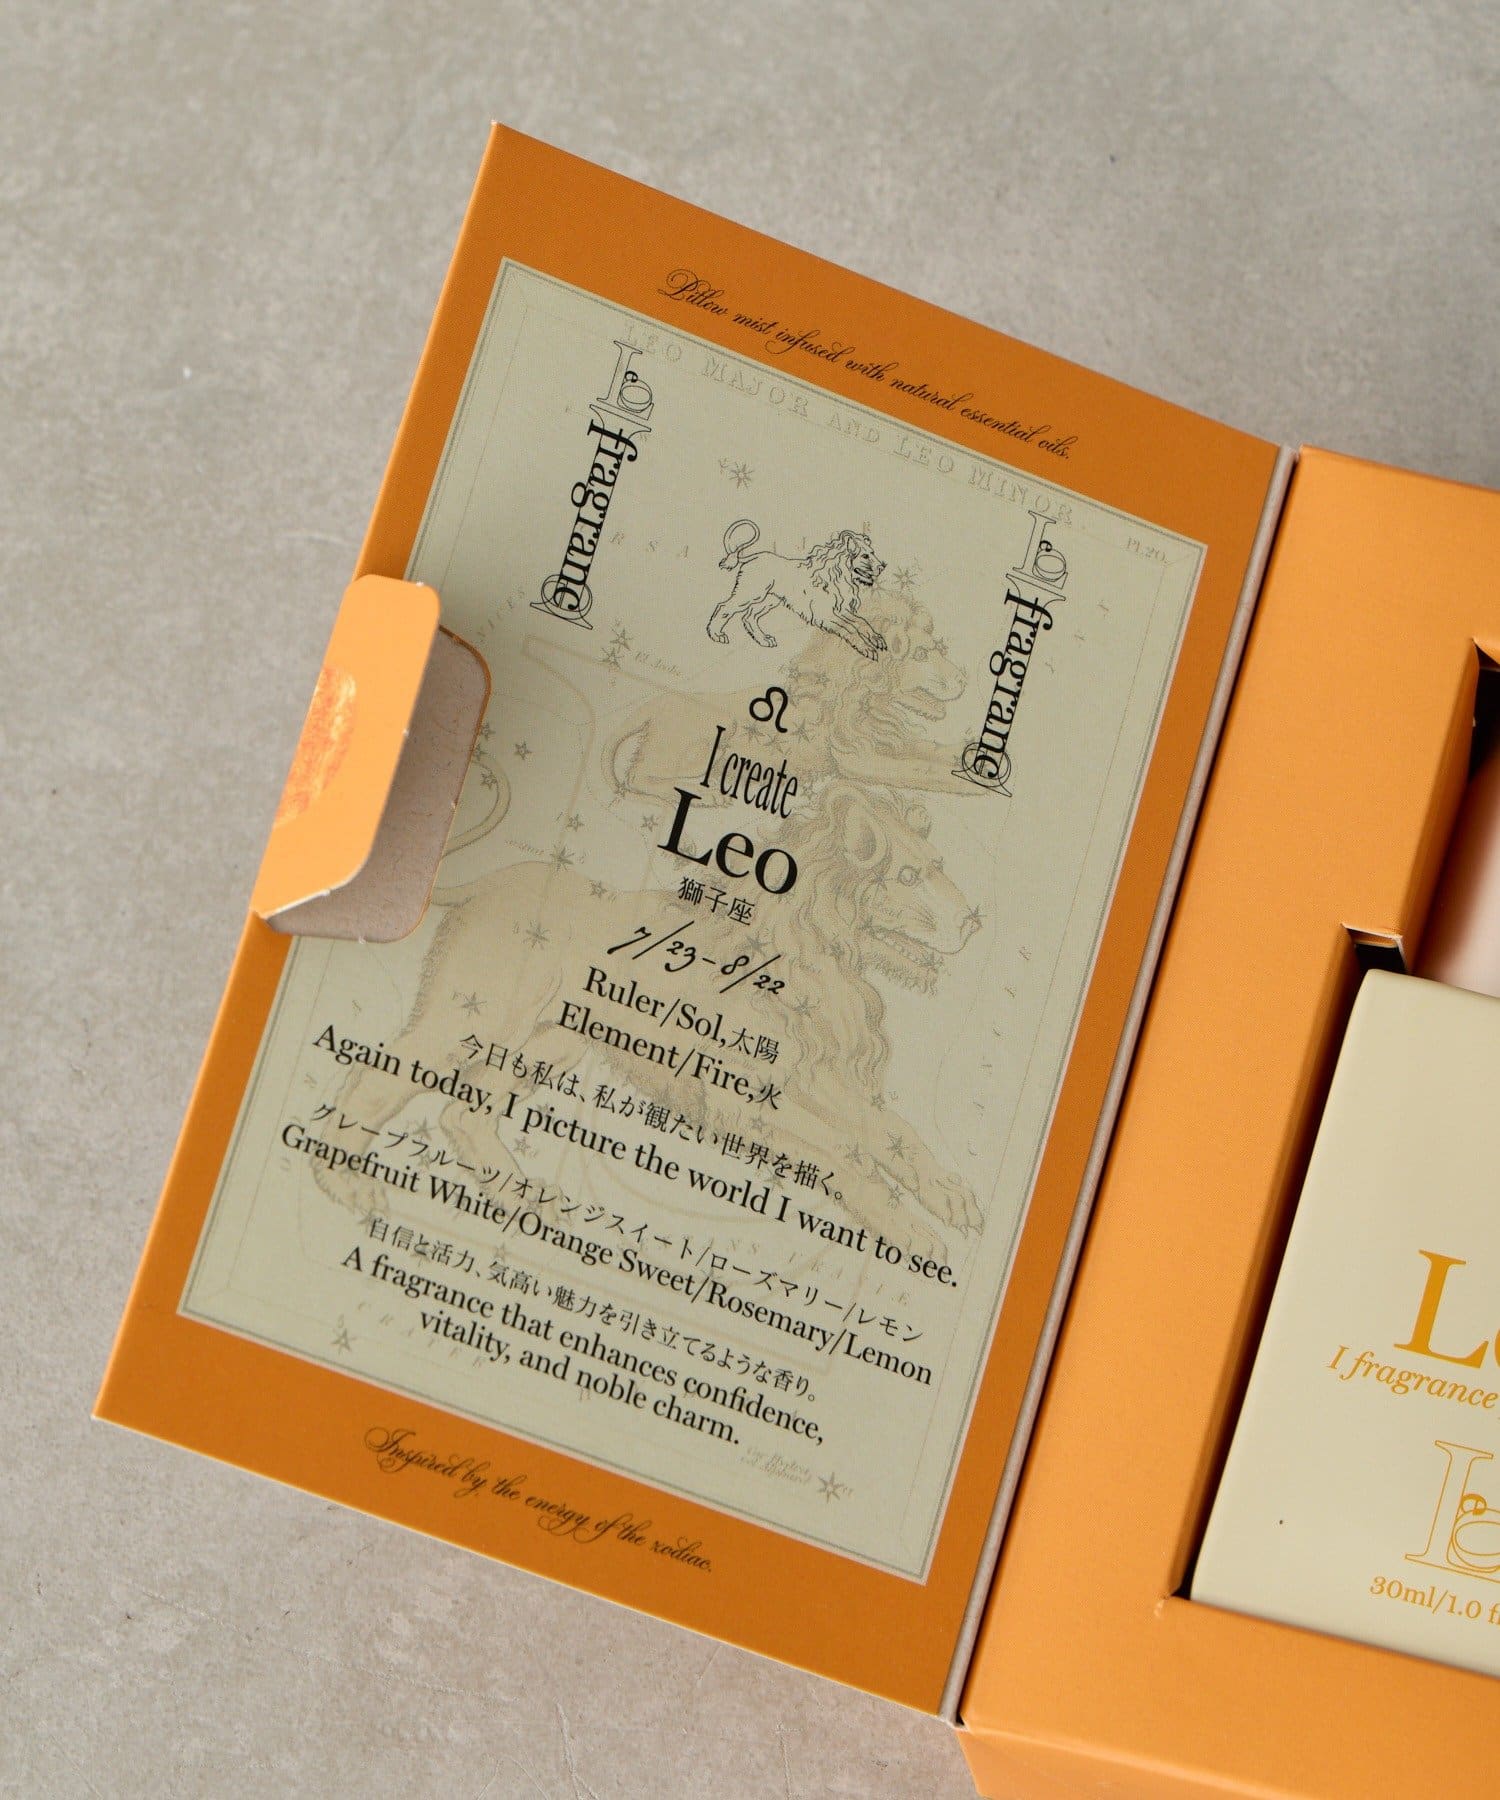 Pillow mist infused with natural essential oils.
LEO MAJOR AND LEO MINOR.
Pl.20.
Le
fragranc
Le
fragranc
♌
I create
Leo
獅子座
7/23-8/22
Ruler/Sol,太陽
Element/Fire,火
今日も私は、私が観たい世界を描く。
Again today, I picture the world I want to see.
グレープフルーツ/オレンジスイート/ローズマリー/レモン
Grapefruit White/Orange Sweet/Rosemary/Lemon
自信と活力、気高い魅力を引き立てるような香り。
A fragrance that enhances confidence,
vitality, and noble charm.
Inspired by the energy of the zodiac.
I fragrance
30ml/1.0